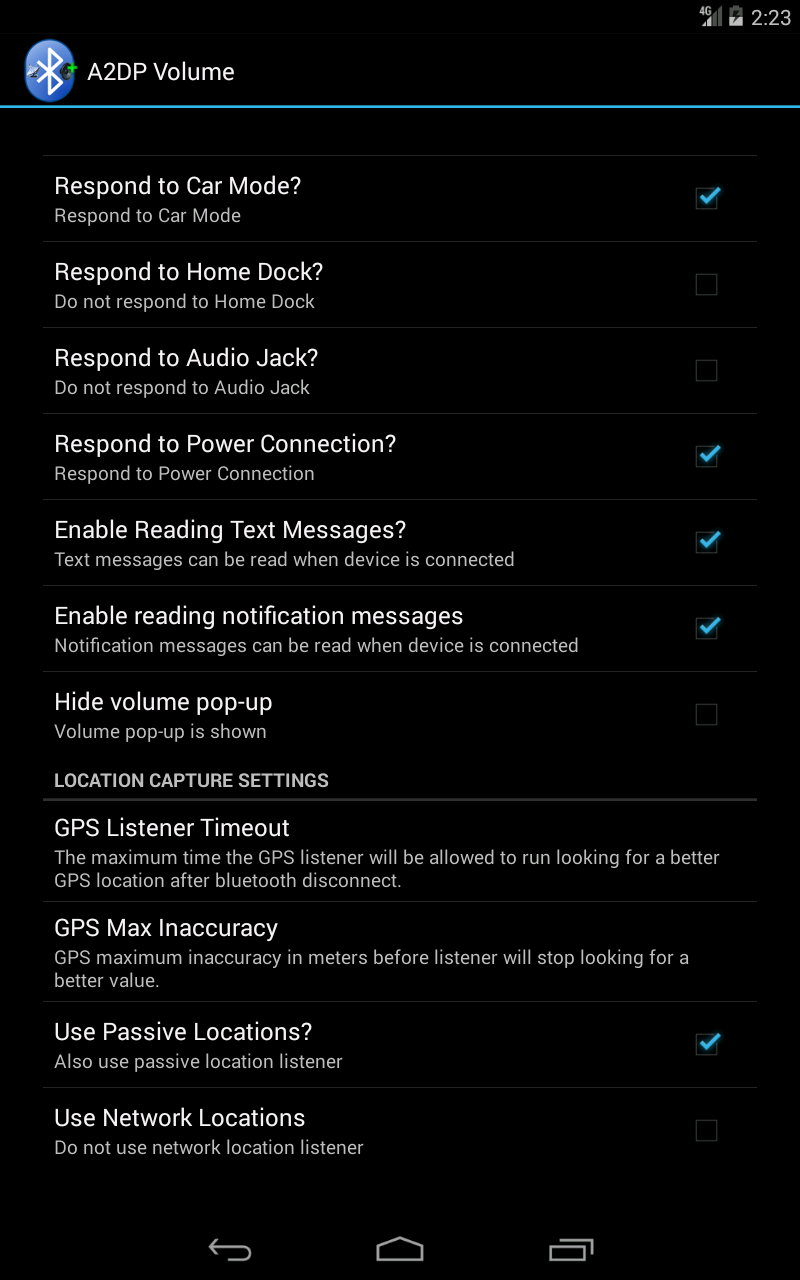 4G 2:23
A2DP Volume
Respond to Car Mode?
Respond to Car Mode
Respond to Home Dock?
Do not respond to Home Dock
Respond to Audio Jack?
Do not respond to Audio Jack
Respond to Power Connection?
Respond to Power Connection
Enable Reading Text Messages?
Text messages can be read when device is connected
Enable reading notification messages
Notification messages can be read when device is connected
Hide volume pop-up
Volume pop-up is shown
LOCATION CAPTURE SETTINGS
GPS Listener Timeout
The maximum time the GPS listener will be allowed to run looking for a better
GPS location after bluetooth disconnect.
GPS Max Inaccuracy
GPS maximum inaccuracy in meters before listener will stop looking for a
better value.
Use Passive Locations?
Also use passive location listener
Use Network Locations
Do not use network location listener